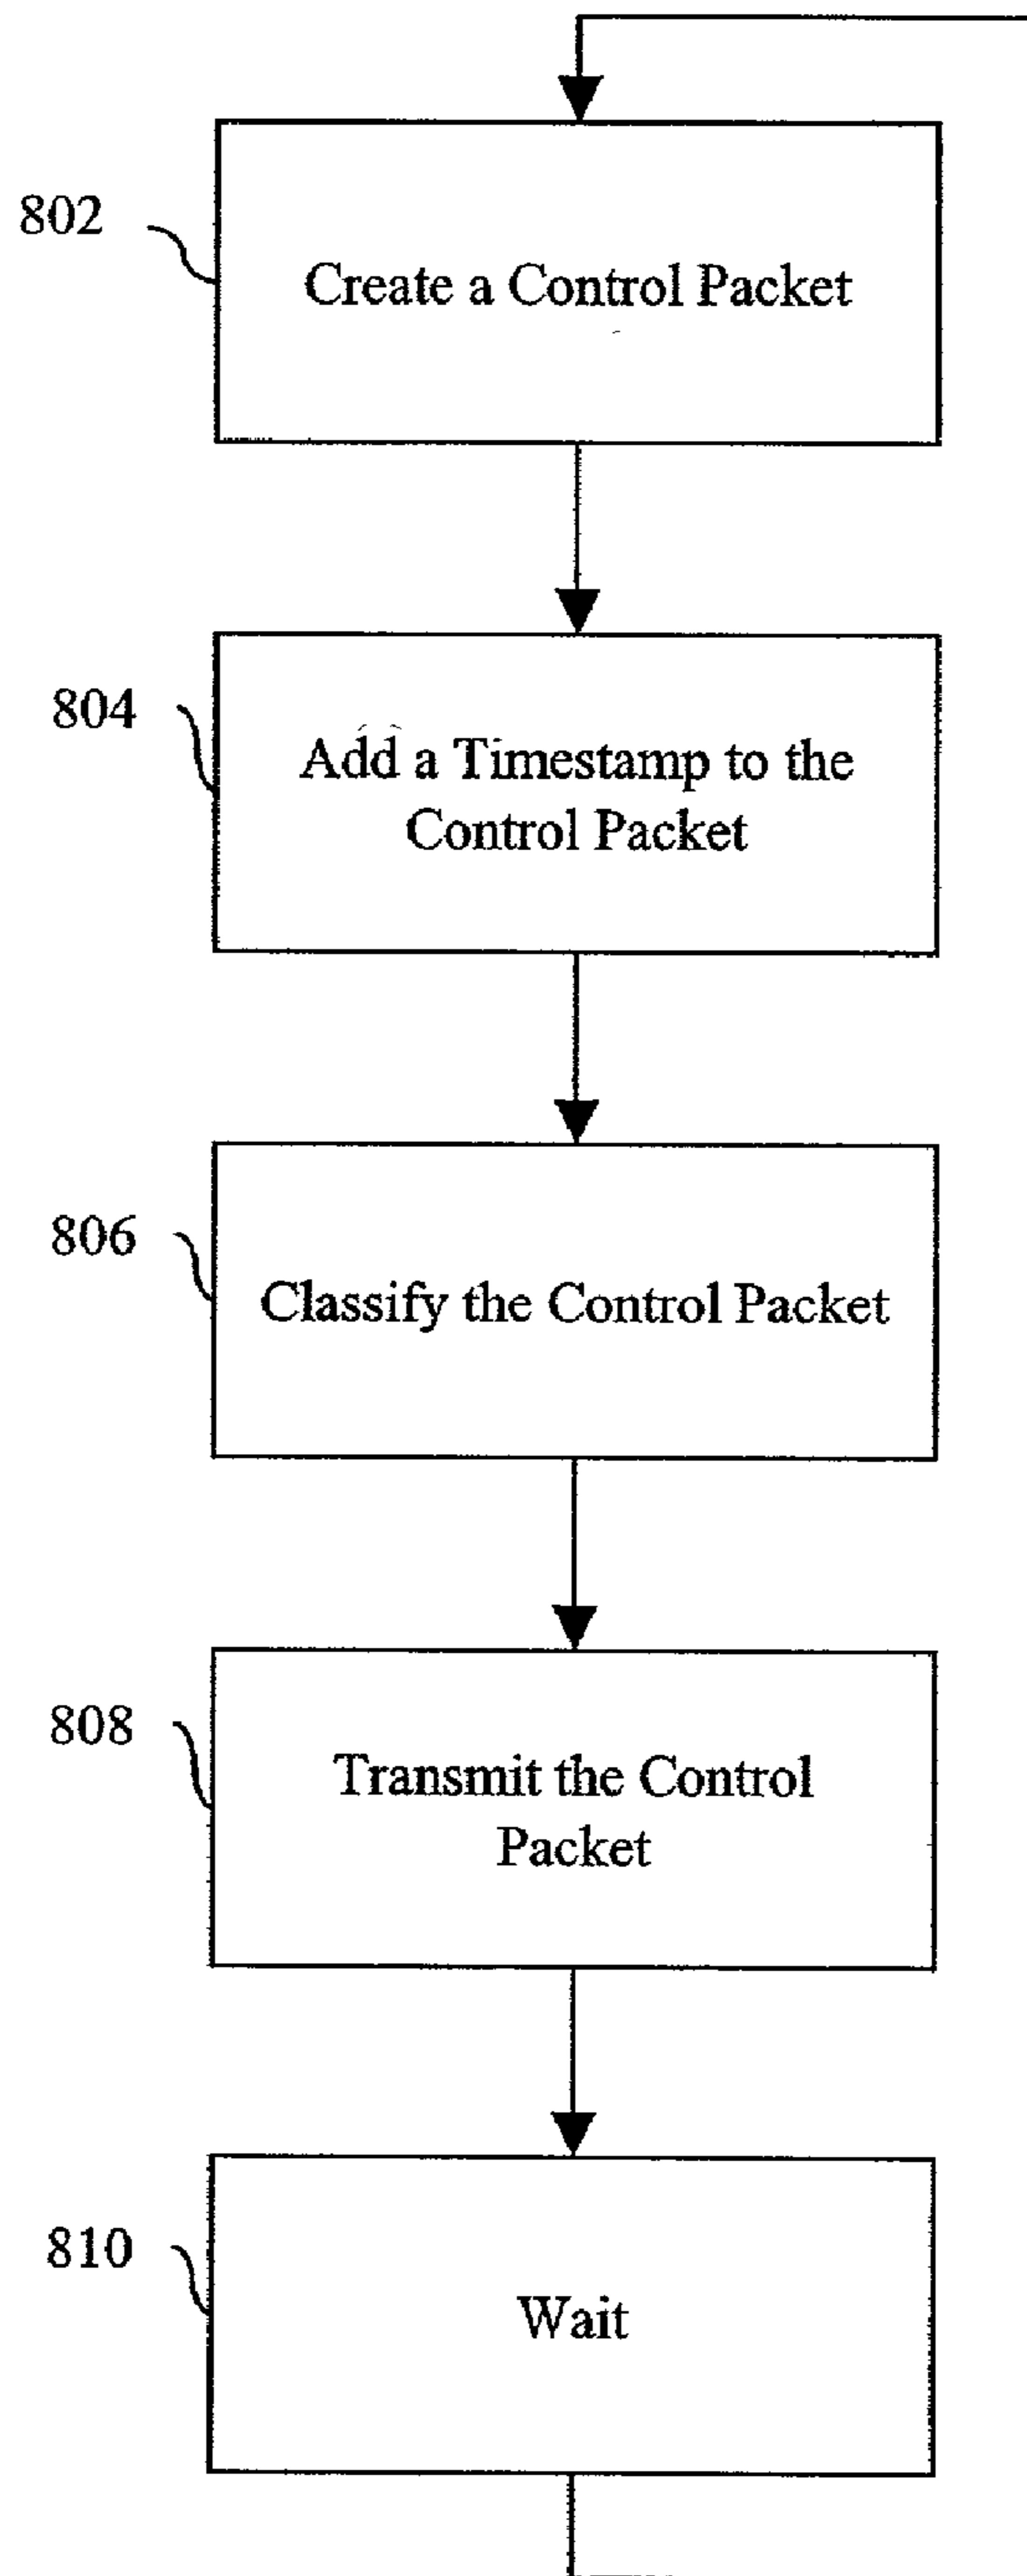 802
Create a Control Packet
804
Add a Timestamp to the
Control Packet
806
Classify the Control Packet
808
Transmit the Control
Packet
810
Wait